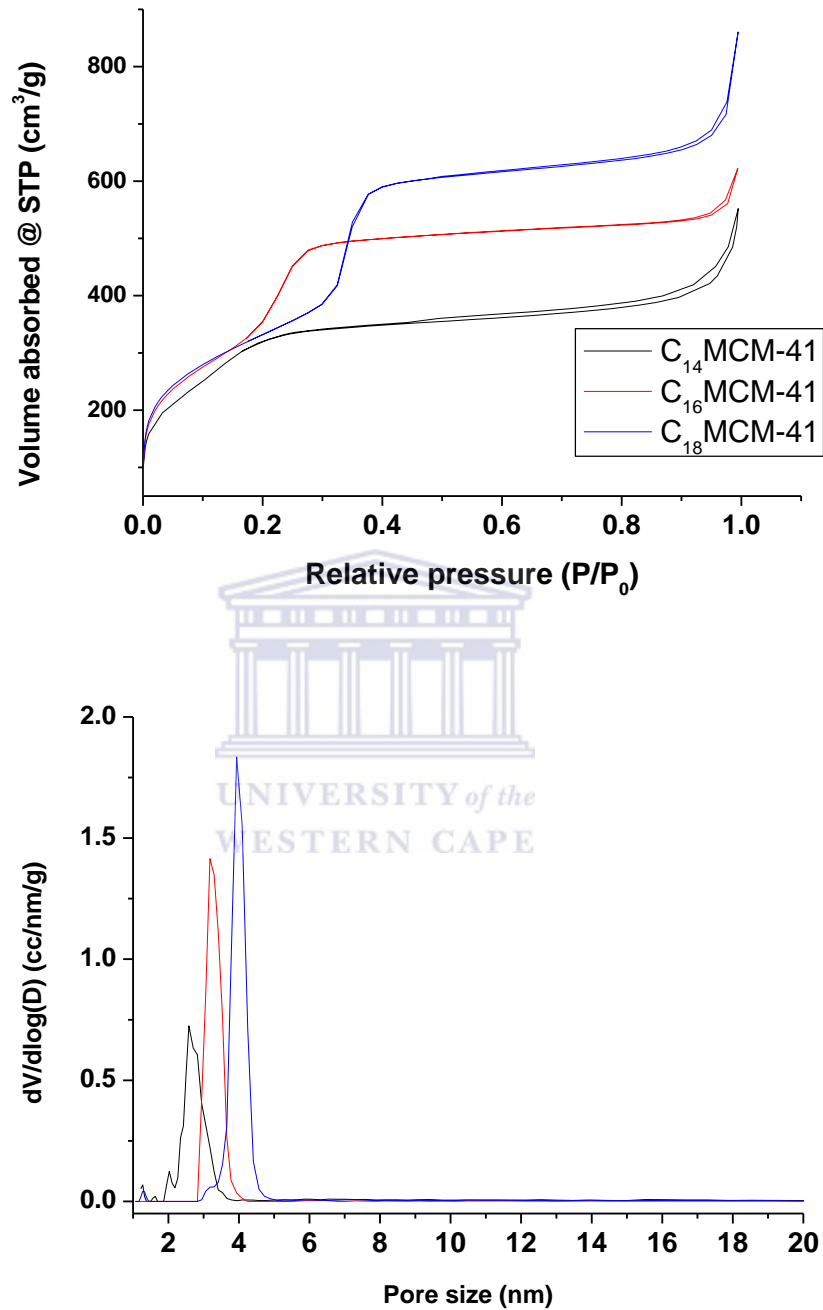 Volume absorbed @ STP (cm³/g)
800
600
400
200
C₁₄MCM-41
C₁₆MCM-41
C₁₈MCM-41
0.0 0.2 0.4 0.6 0.8 1.0
Relative pressure (P/P₀)
UNIVERSITY of the
WESTERN CAPE
dV/dlog(D) (cc/nm/g)
2.0
1.5
1.0
0.5
0.0
2 4 6 8 10 12 14 16 18 20
Pore size (nm)